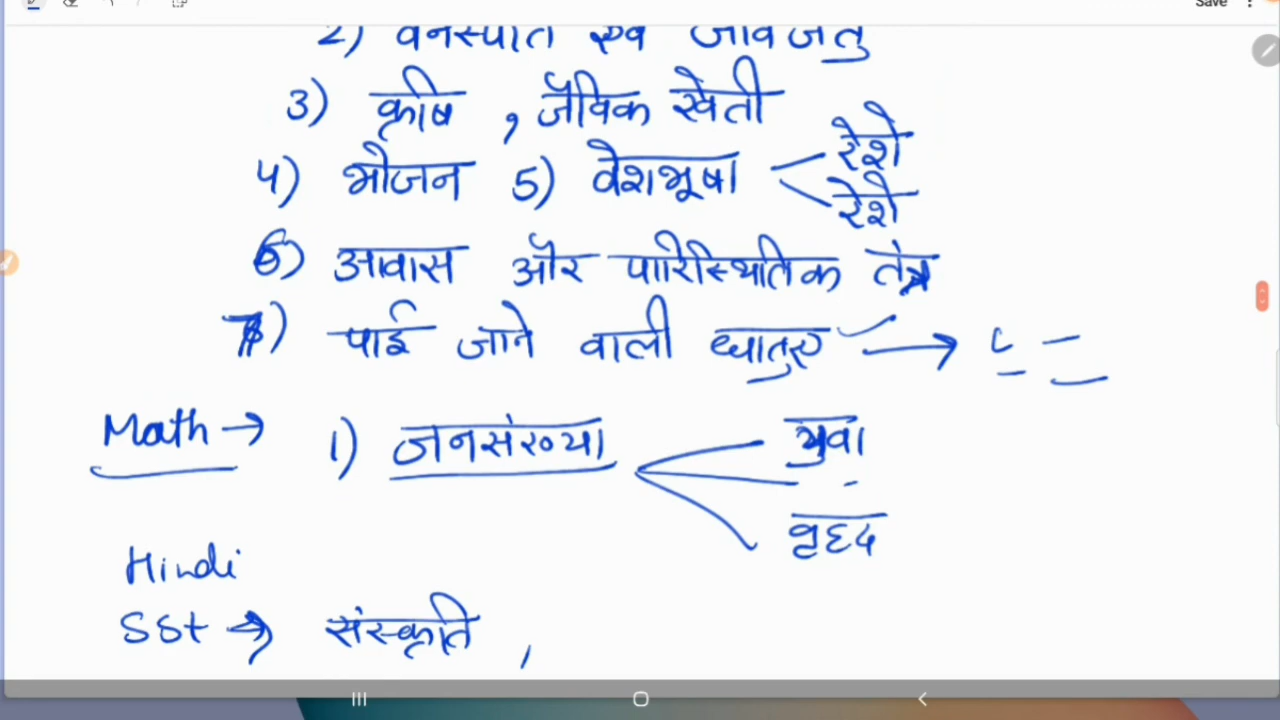 Save
2) वनस्पति एवं जीवजंतु
3) कृषि , जैविक खेती
4) भोजन 5) वेशभूषा रेशे
रेशे
6) आवास और पारिस्थितिक तंत्र
7) पाई जाने वाली धातुए →
Math → 1) जनसंख्या युवा
वृद्ध
Hindi
SSt → संस्कृति ,